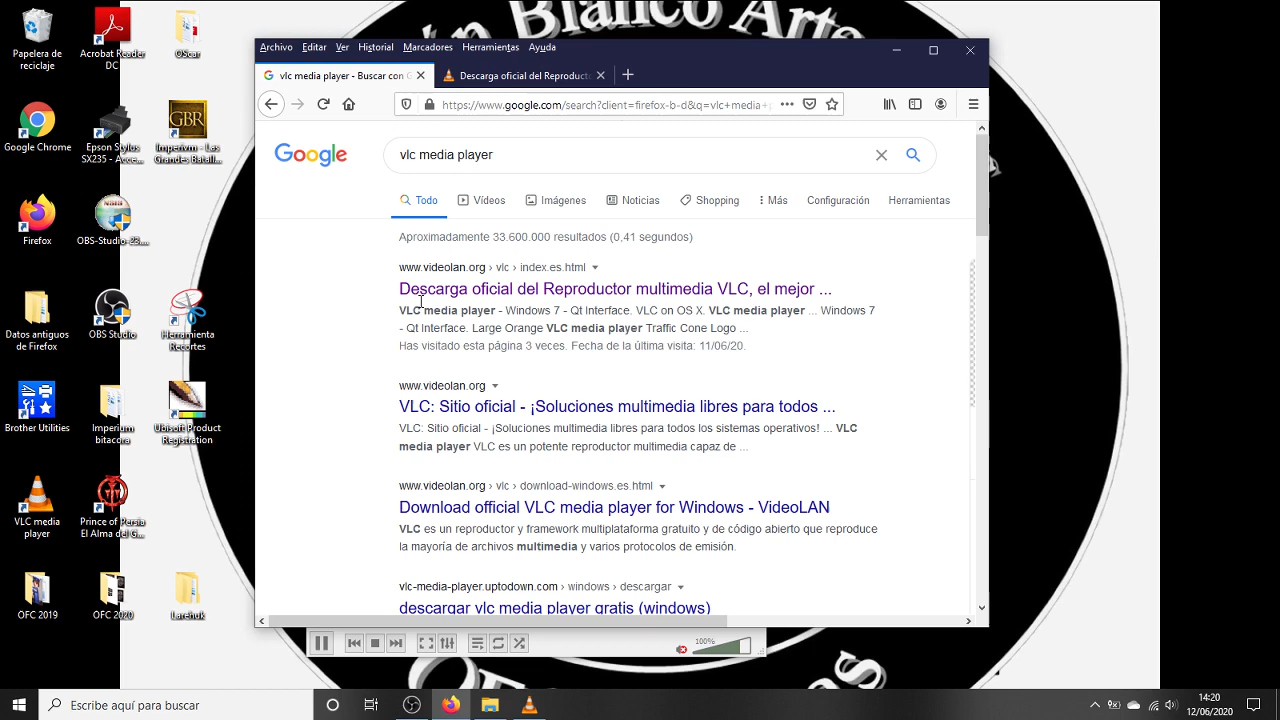 ón Blanco Arte
Papelera de
reciclaje
Acrobat Reader
DC
OScar
Google Chrome
Epson Stylus
SX235 - Acce...
GBR
Imperivm - Las
Grandes Batall...
Firefox
OBS-Studio-25....
Datos antiguos
de Firefox
OBS Studio
Herramienta
Recortes
Brother Utilities
Imperium
bitacora
Ubisoft Product
Registration
VLC media
player
Prince of Persia
El Alma del G...
OFC 2019
OFC 2020
Larehuk
Archivo Editar Ver Historial Marcadores Herramientas Ayuda
vlc media player - Buscar con G
Descarga oficial del Reproducto
https://www.google.com/search?client=firefox-b-d&q=vlc+media+p
Google
vlc media player
Todo Vídeos Imágenes Noticias Shopping Más Configuración Herramientas
Aproximadamente 33.600.000 resultados (0,41 segundos)
www.videolan.org › vlc › index.es.html
Descarga oficial del Reproductor multimedia VLC, el mejor ...
VLC media player - Windows 7 - Qt Interface. VLC on OS X. VLC media player ... Windows 7
- Qt Interface. Large Orange VLC media player Traffic Cone Logo ...
Has visitado esta página 3 veces. Fecha de la última visita: 11/06/20.
www.videolan.org
VLC: Sitio oficial - ¡Soluciones multimedia libres para todos ...
VLC: Sitio oficial - ¡Soluciones multimedia libres para todos los sistemas operativos! ... VLC
media player VLC es un potente reproductor multimedia capaz de ...
www.videolan.org › vlc › download-windows.es.html
Download official VLC media player for Windows - VideoLAN
VLC es un reproductor y framework multiplataforma gratuito y de código abierto que reproduce
la mayoría de archivos multimedia y varios protocolos de emisión.
vlc-media-player.uptodown.com › windows › descargar
descargar vlc media player gratis (windows)
100%
Escribe aquí para buscar
14:20
12/06/2020